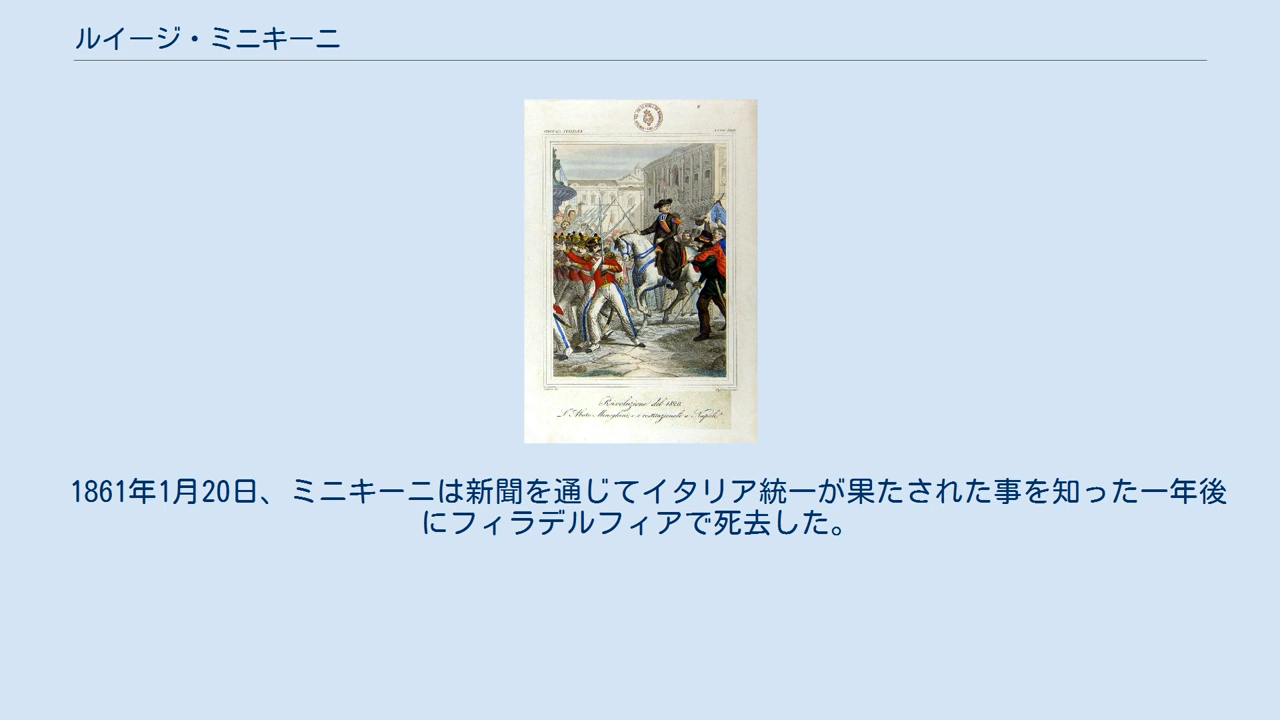 ルイージ・ミニキーニ
Rivoluzione del 1820.
1861年1月20日、ミニキーニは新聞を通じてイタリア統一が果たされた事を知った一年後
にフィラデルフィアで死去した。